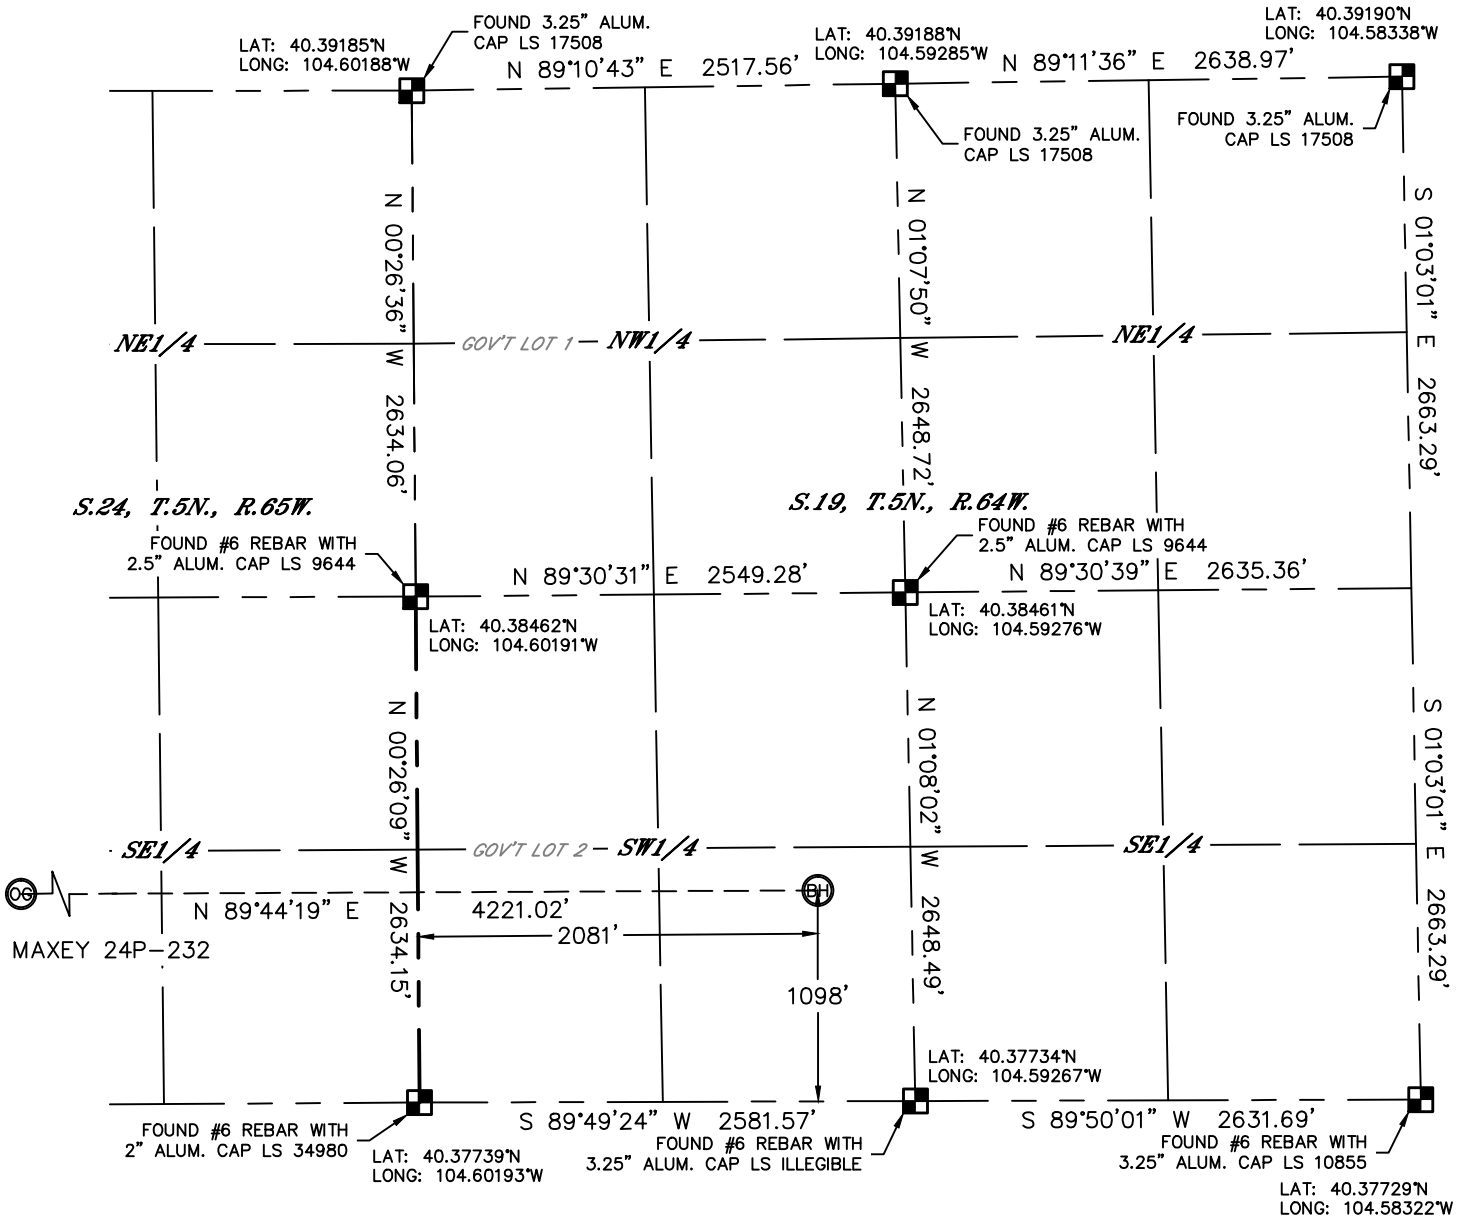 LAT: 40.39185°N
LONG: 104.60188°W
FOUND 3.25" ALUM.
CAP LS 17508
N 89°10'43" E 2517.56'
LAT: 40.39188°N
LONG: 104.59285°W
N 89°11'36" E 2638.97'
LAT: 40.39190°N
LONG: 104.58338°W
FOUND 3.25" ALUM.
CAP LS 17508
FOUND 3.25" ALUM.
CAP LS 17508
N 00°26'36" W 2634.06'
N 01°07'50" W 2648.72'
S 01°03'01" E 2663.29'
NE1/4
GOV'T LOT 1
NW1/4
NE1/4
S.24, T.5N., R.65W.
S.19, T.5N., R.64W.
FOUND #6 REBAR WITH
2.5" ALUM. CAP LS 9644
N 89°30'31" E 2549.28'
FOUND #6 REBAR WITH
2.5" ALUM. CAP LS 9644
N 89°30'39" E 2635.36'
LAT: 40.38462°N
LONG: 104.60191°W
LAT: 40.38461°N
LONG: 104.59276°W
N 00°26'09" W 2634.15'
N 01°08'02" W 2648.49'
S 01°03'01" E 2663.29'
SE1/4
GOV'T LOT 2
SW1/4
SE1/4
OG
BH
N 89°44'19" E 4221.02'
2081'
MAXEY 24P-232
1098'
LAT: 40.37734°N
LONG: 104.59267°W
S 89°49'24" W 2581.57'
S 89°50'01" W 2631.69'
FOUND #6 REBAR WITH
2" ALUM. CAP LS 34980
LAT: 40.37739°N
LONG: 104.60193°W
FOUND #6 REBAR WITH
3.25" ALUM. CAP LS ILLEGIBLE
FOUND #6 REBAR WITH
3.25" ALUM. CAP LS 10855
LAT: 40.37729°N
LONG: 104.58322°W